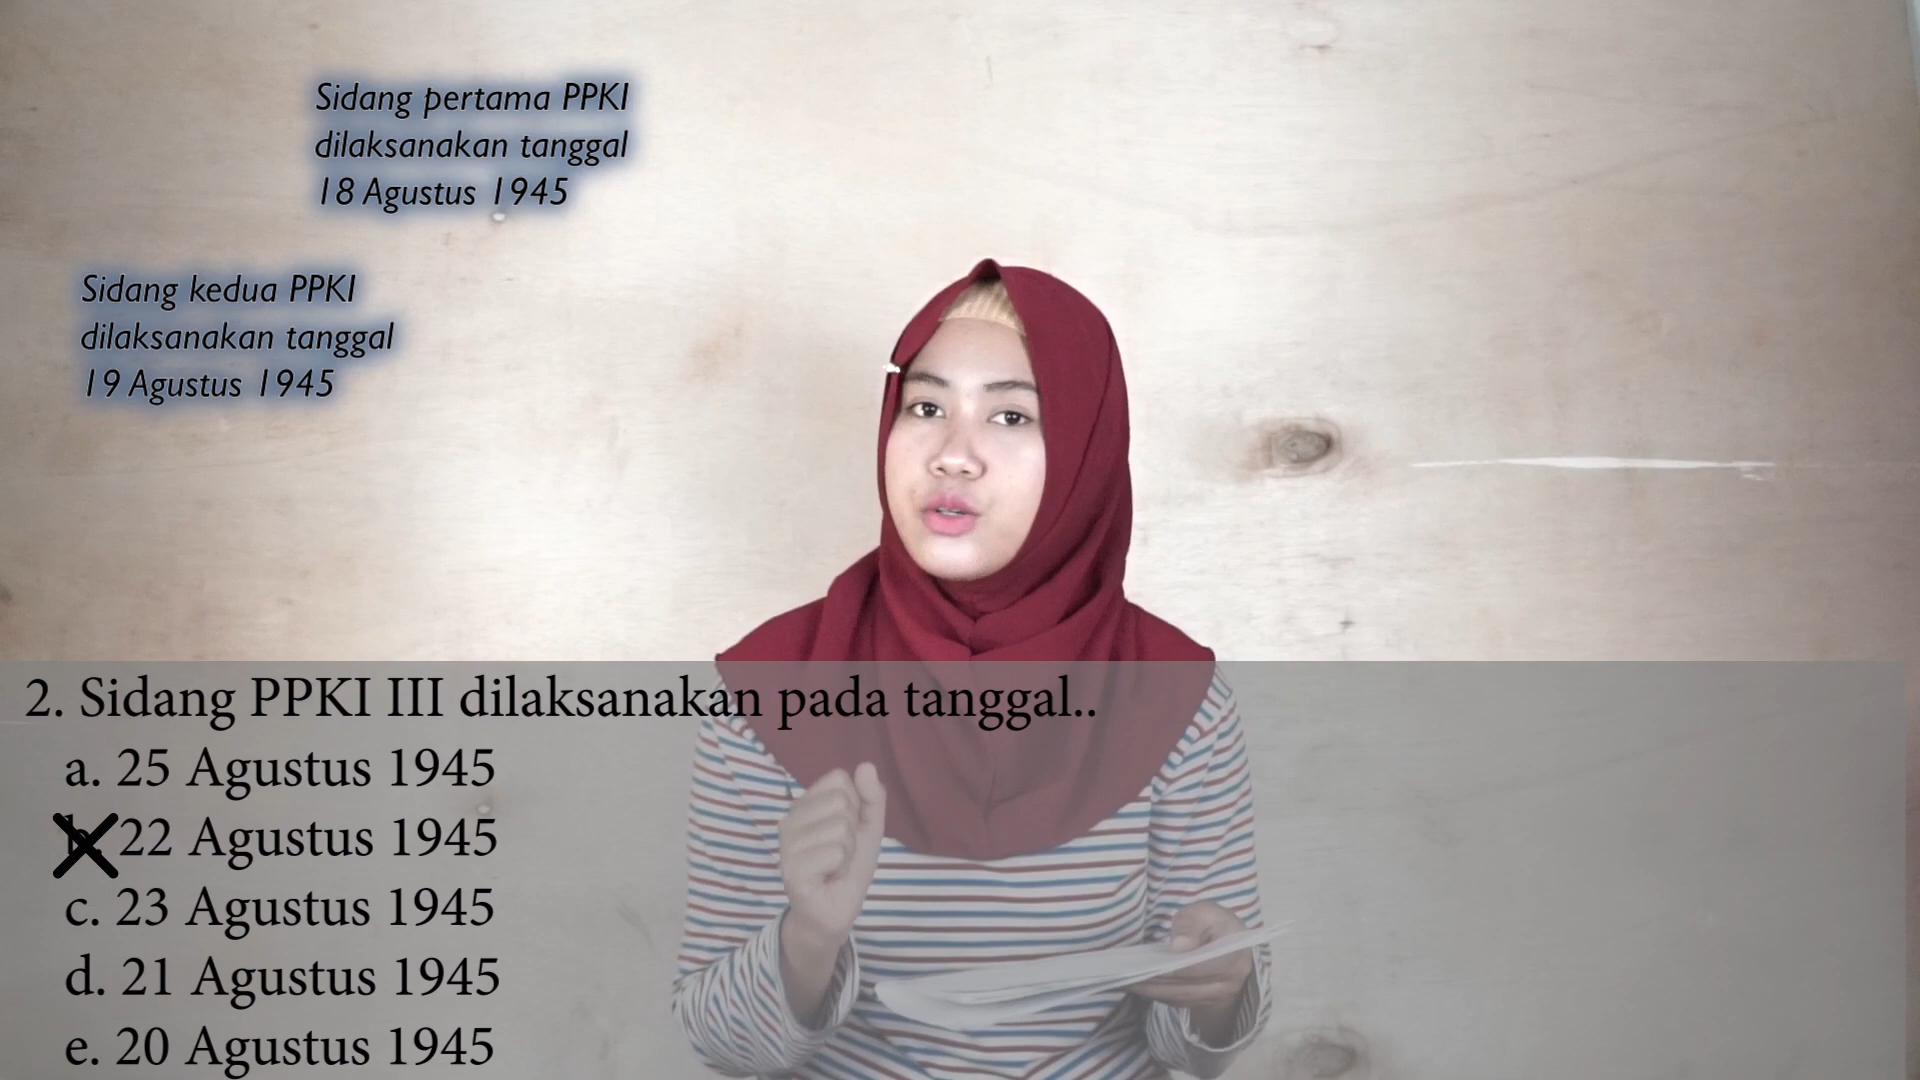 Sidang pertama PPKI
dilaksanakan tanggal
18 Agustus 1945
Sidang kedua PPKI
dilaksanakan tanggal
19 Agustus 1945
2. Sidang PPKI III dilaksanakan pada tanggal..
a. 25 Agustus 1945
b. 22 Agustus 1945
c. 23 Agustus 1945
d. 21 Agustus 1945
e. 20 Agustus 1945